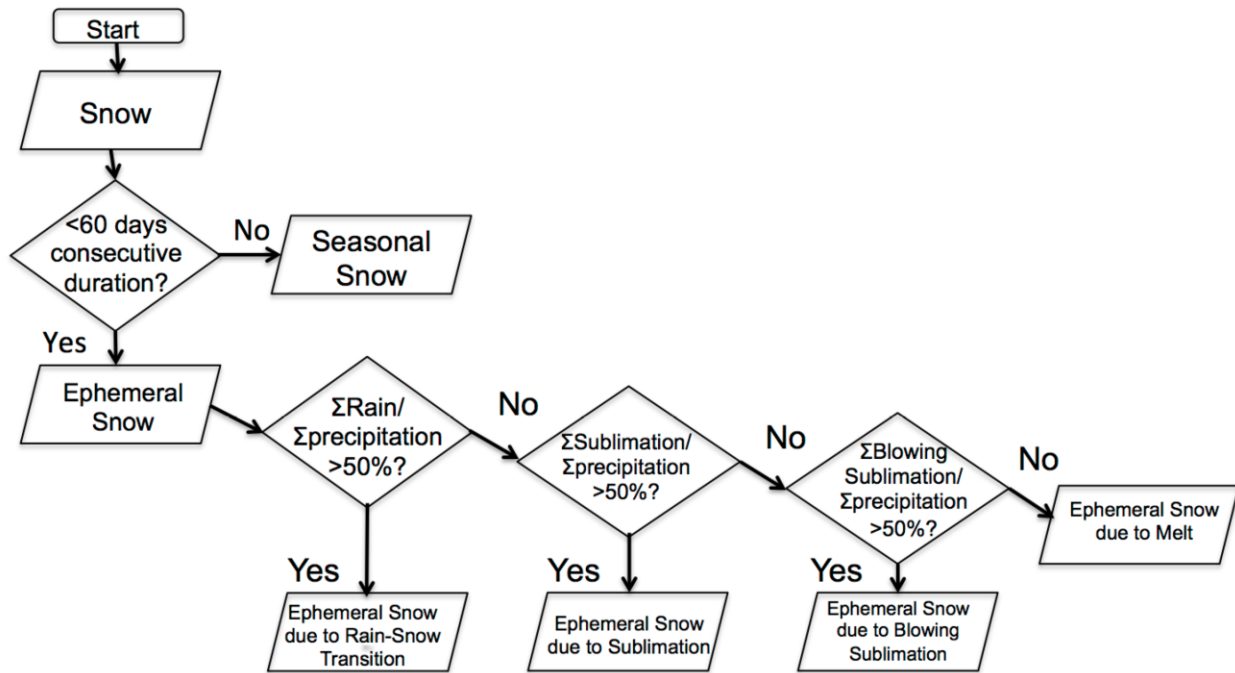 Start
Snow
<60 days
consecutive
duration?
No
Seasonal
Snow
Yes
Ephemeral
Snow
ΣRain/
Σprecipitation
>50%?
No
ΣSublimation/
Σprecipitation
>50%?
No
ΣBlowing
Sublimation/
Σprecipitation
>50%?
No
Ephemeral Snow
due to Melt
Yes
Ephemeral Snow
due to Rain-Snow
Transition
Yes
Ephemeral Snow
due to Sublimation
Yes
Ephemeral Snow
due to Blowing
Sublimation